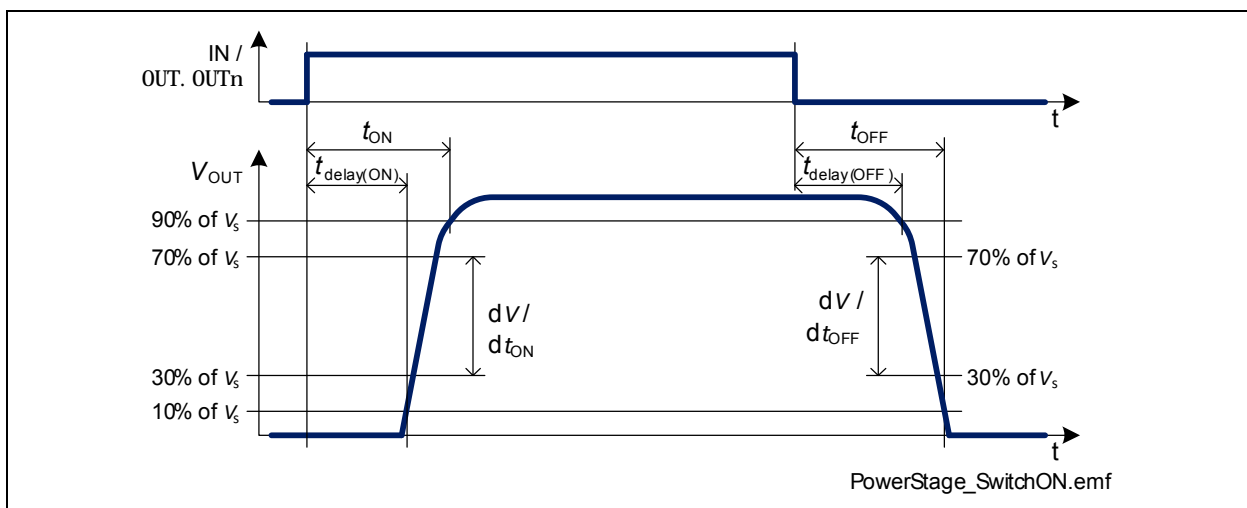 IN /
OUT. OUTn
t
tON
tOFF
VOUT
tdelay(ON)
tdelay(OFF)
90% of Vs
70% of Vs
70% of Vs
dV /
dtON
dV /
dtOFF
30% of Vs
30% of Vs
10% of Vs
t
PowerStage_SwitchON.emf